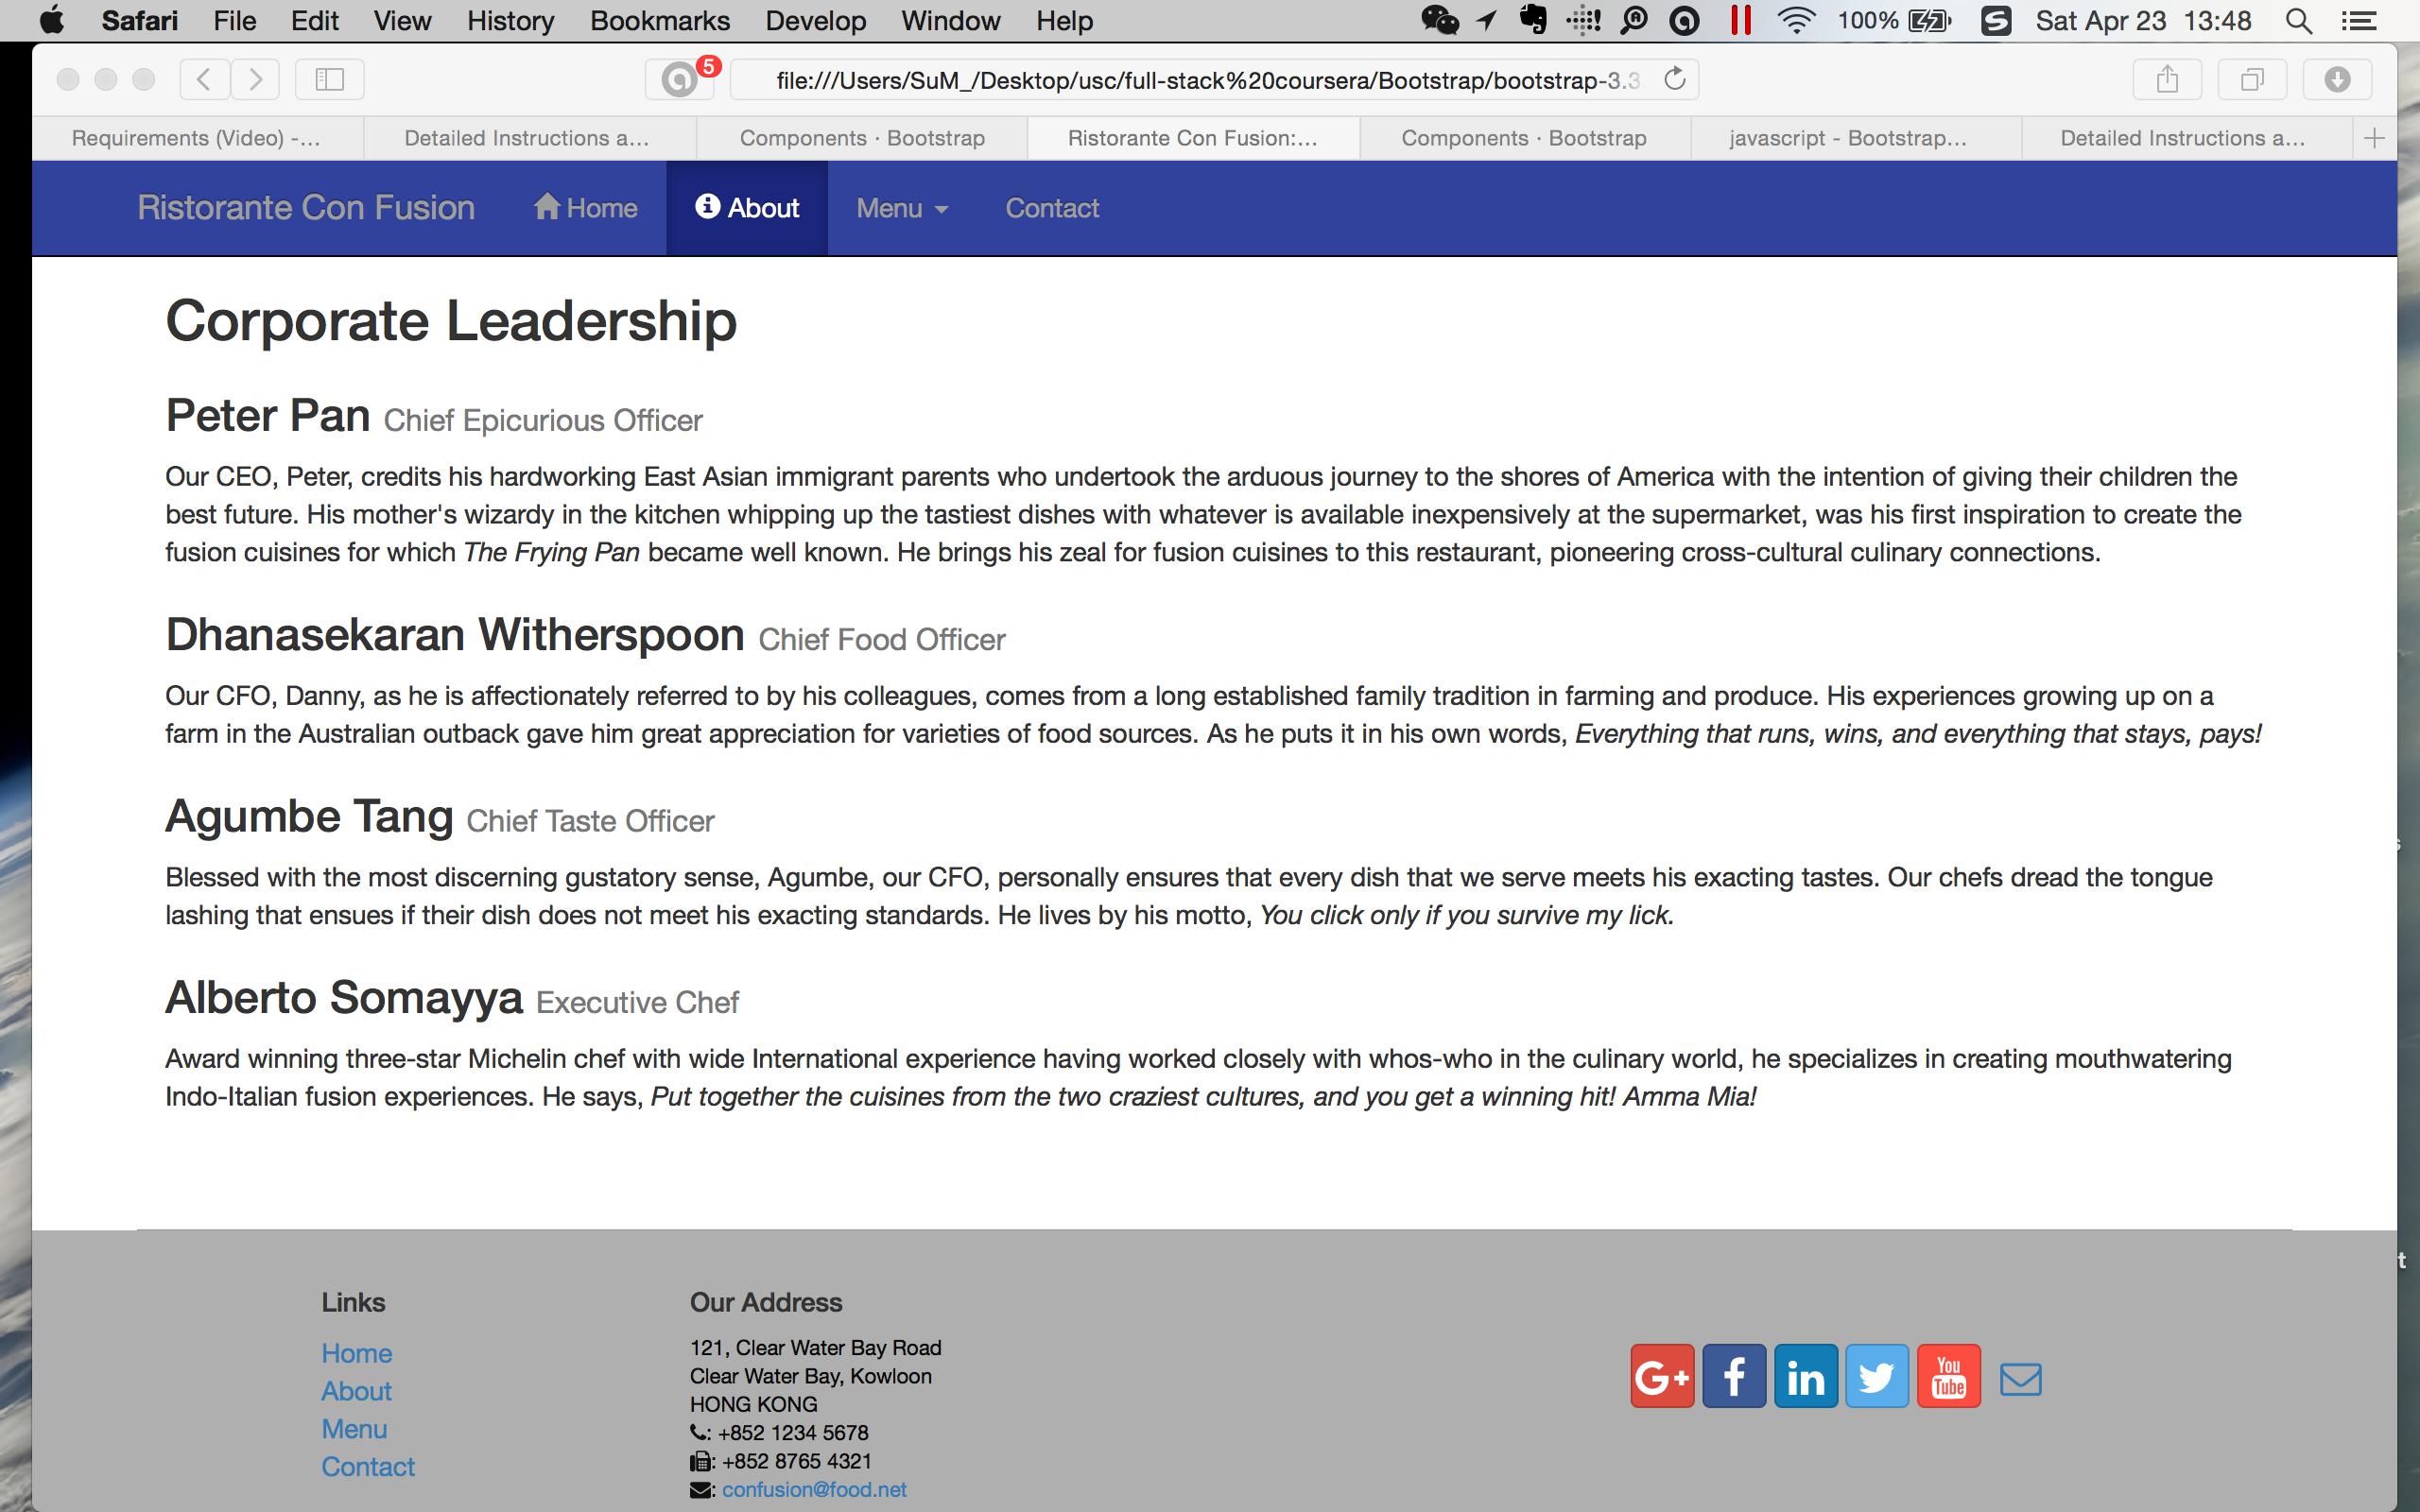 Safari File Edit View History Bookmarks Develop Window Help 100% Sat Apr 23 13:48
5 file:///Users/SuM_/Desktop/usc/full-stack%20coursera/Bootstrap/bootstrap-3.3
Requirements (Video) -... Detailed Instructions a... Components · Bootstrap Ristorante Con Fusion:... Components · Bootstrap javascript - Bootstrap... Detailed Instructions a...
Ristorante Con Fusion Home About Menu Contact
Corporate Leadership
Peter Pan Chief Epicurious Officer
Our CEO, Peter, credits his hardworking East Asian immigrant parents who undertook the arduous journey to the shores of America with the intention of giving their children the
best future. His mother's wizardy in the kitchen whipping up the tastiest dishes with whatever is available inexpensively at the supermarket, was his first inspiration to create the
fusion cuisines for which The Frying Pan became well known. He brings his zeal for fusion cuisines to this restaurant, pioneering cross-cultural culinary connections.
Dhanasekaran Witherspoon Chief Food Officer
Our CFO, Danny, as he is affectionately referred to by his colleagues, comes from a long established family tradition in farming and produce. His experiences growing up on a
farm in the Australian outback gave him great appreciation for varieties of food sources. As he puts it in his own words, Everything that runs, wins, and everything that stays, pays!
Agumbe Tang Chief Taste Officer
Blessed with the most discerning gustatory sense, Agumbe, our CFO, personally ensures that every dish that we serve meets his exacting tastes. Our chefs dread the tongue
lashing that ensues if their dish does not meet his exacting standards. He lives by his motto, You click only if you survive my lick.
Alberto Somayya Executive Chef
Award winning three-star Michelin chef with wide International experience having worked closely with whos-who in the culinary world, he specializes in creating mouthwatering
Indo-Italian fusion experiences. He says, Put together the cuisines from the two craziest cultures, and you get a winning hit! Amma Mia!
Links
Home
About
Menu
Contact
Our Address
121, Clear Water Bay Road
Clear Water Bay, Kowloon
HONG KONG
: +852 1234 5678
: +852 8765 4321
: confusion@food.net
G+ f in You Tube